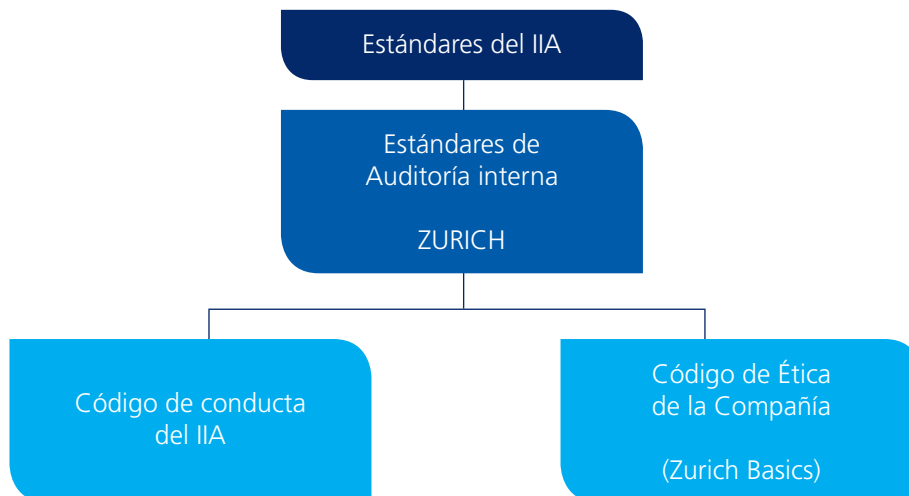 Estándares del IIA
Estándares de
Auditoría interna
ZURICH
Código de conducta
del IIA
Código de Ética
de la Compañía
(Zurich Basics)